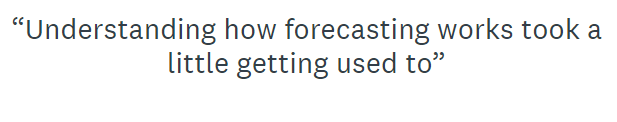 “Understanding how forecasting works took a
little getting used to”